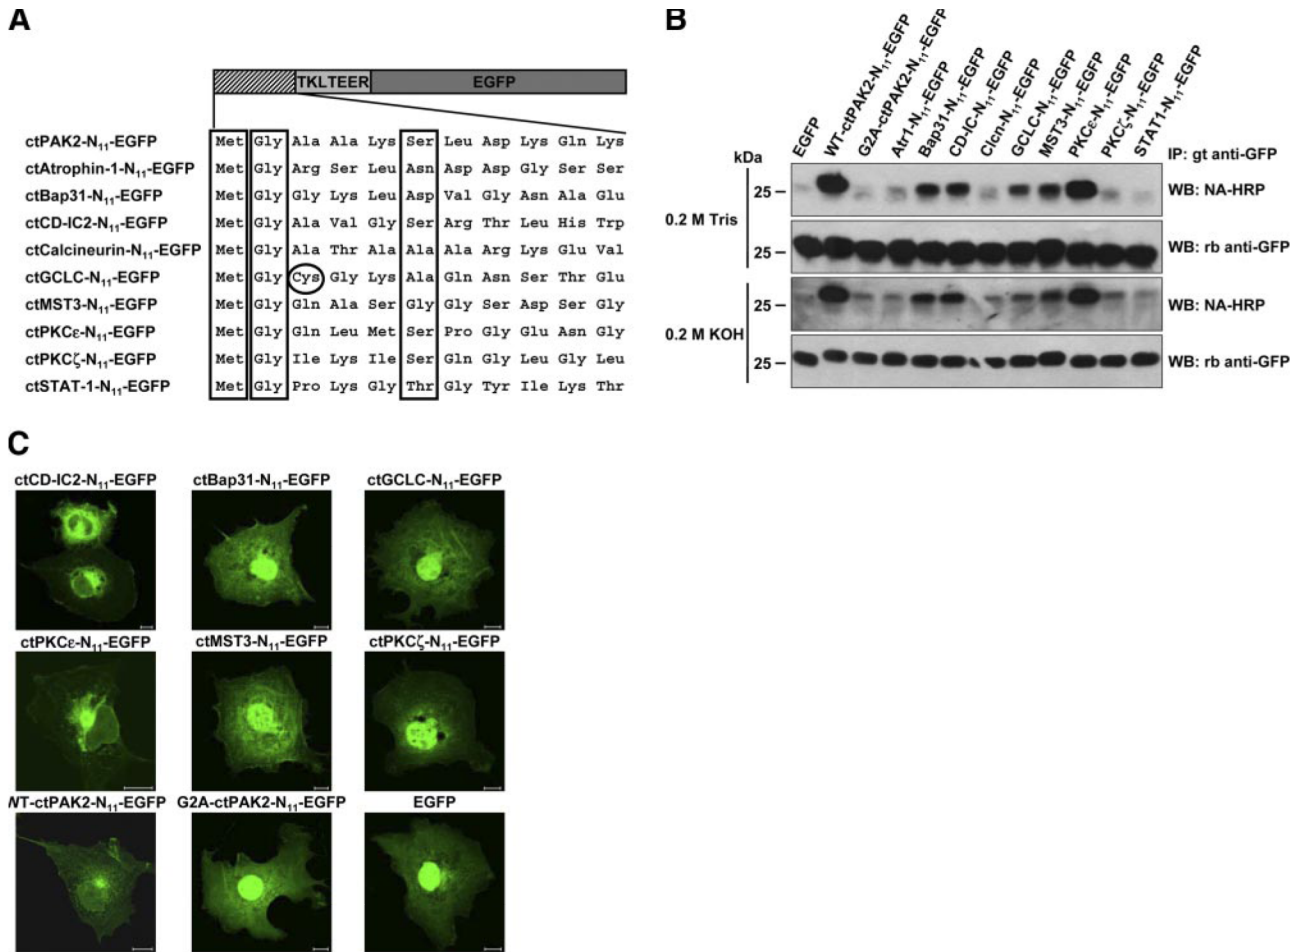 A
TKLTEER EGFP
ctPAK2-N₁₁-EGFP Met Gly Ala Ala Lys Ser Leu Asp Lys Gln Lys
ctAtrophin-1-N₁₁-EGFP Met Gly Arg Ser Leu Asn Asp Asp Gly Ser Ser
ctBap31-N₁₁-EGFP Met Gly Gly Lys Leu Asp Val Gly Asn Ala Glu
ctCD-IC2-N₁₁-EGFP Met Gly Ala Val Gly Ser Arg Thr Leu His Trp
ctCalcineurin-N₁₁-EGFP Met Gly Ala Thr Ala Ala Ala Arg Lys Glu Val
ctGCLC-N₁₁-EGFP Met Gly Cys Gly Lys Ala Gln Asn Ser Thr Glu
ctMST3-N₁₁-EGFP Met Gly Gln Ala Ser Gly Gly Ser Asp Ser Gly
ctPKCε-N₁₁-EGFP Met Gly Gln Leu Met Ser Pro Gly Glu Asn Gly
ctPKCζ-N₁₁-EGFP Met Gly Ile Lys Ile Ser Gln Gly Leu Gly Leu
ctSTAT-1-N₁₁-EGFP Met Gly Pro Lys Gly Thr Gly Tyr Ile Lys Thr
B
EGFP
WT-ctPAK2-N₁₁-EGFP
G2A-ctPAK2-N₁₁-EGFP
Atr1-N₁₁-EGFP
Bap31-N₁₁-EGFP
CD-IC-N₁₁-EGFP
Clcn-N₁₁-EGFP
GCLC-N₁₁-EGFP
MST3-N₁₁-EGFP
PKCε-N₁₁-EGFP
PKCζ-N₁₁-EGFP
STAT1-N₁₁-EGFP
kDa
IP: gt anti-GFP
25 WB: NA-HRP
0.2 M Tris
25 WB: rb anti-GFP
25 WB: NA-HRP
0.2 M KOH
25 WB: rb anti-GFP
C
ctCD-IC2-N₁₁-EGFP ctBap31-N₁₁-EGFP ctGCLC-N₁₁-EGFP
ctPKCε-N₁₁-EGFP ctMST3-N₁₁-EGFP ctPKCζ-N₁₁-EGFP
WT-ctPAK2-N₁₁-EGFP G2A-ctPAK2-N₁₁-EGFP EGFP